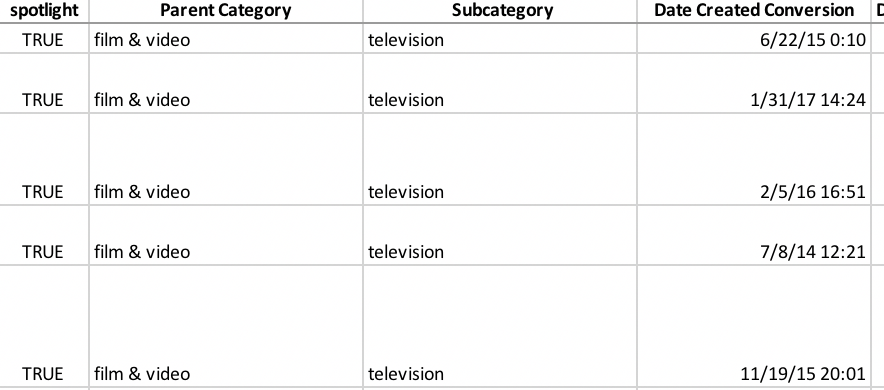 spotlight Parent Category Subcategory Date Created Conversion D
TRUE film & video television 6/22/15 0:10
TRUE film & video television 1/31/17 14:24
TRUE film & video television 2/5/16 16:51
TRUE film & video television 7/8/14 12:21
TRUE film & video television 11/19/15 20:01